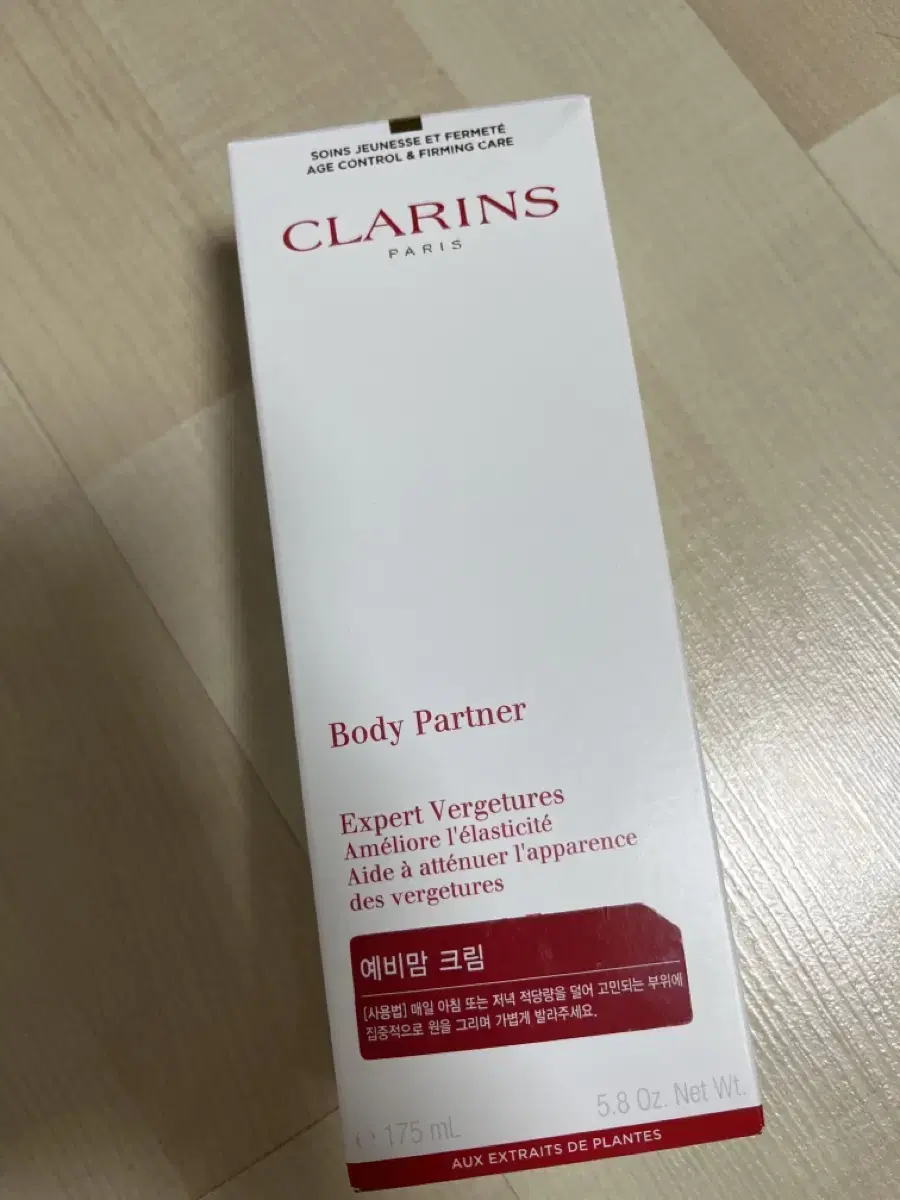 SOINS JEUNESSE ET FERMETÉ
AGE CONTROL & FIRMING CARE
CLARINS
PARIS
Body Partner
Expert Vergetures
Améliore l'élasticité
Aide à atténuer l'apparence
des vergetures
예비맘 크림
[사용법] 매일 아침 또는 저녁 적당량을 덜어 고민되는 부위에
집중적으로 원을 그리며 가볍게 발라주세요.
175 mL 5.8 Oz. Net Wt.
AUX EXTRAITS DE PLANTES